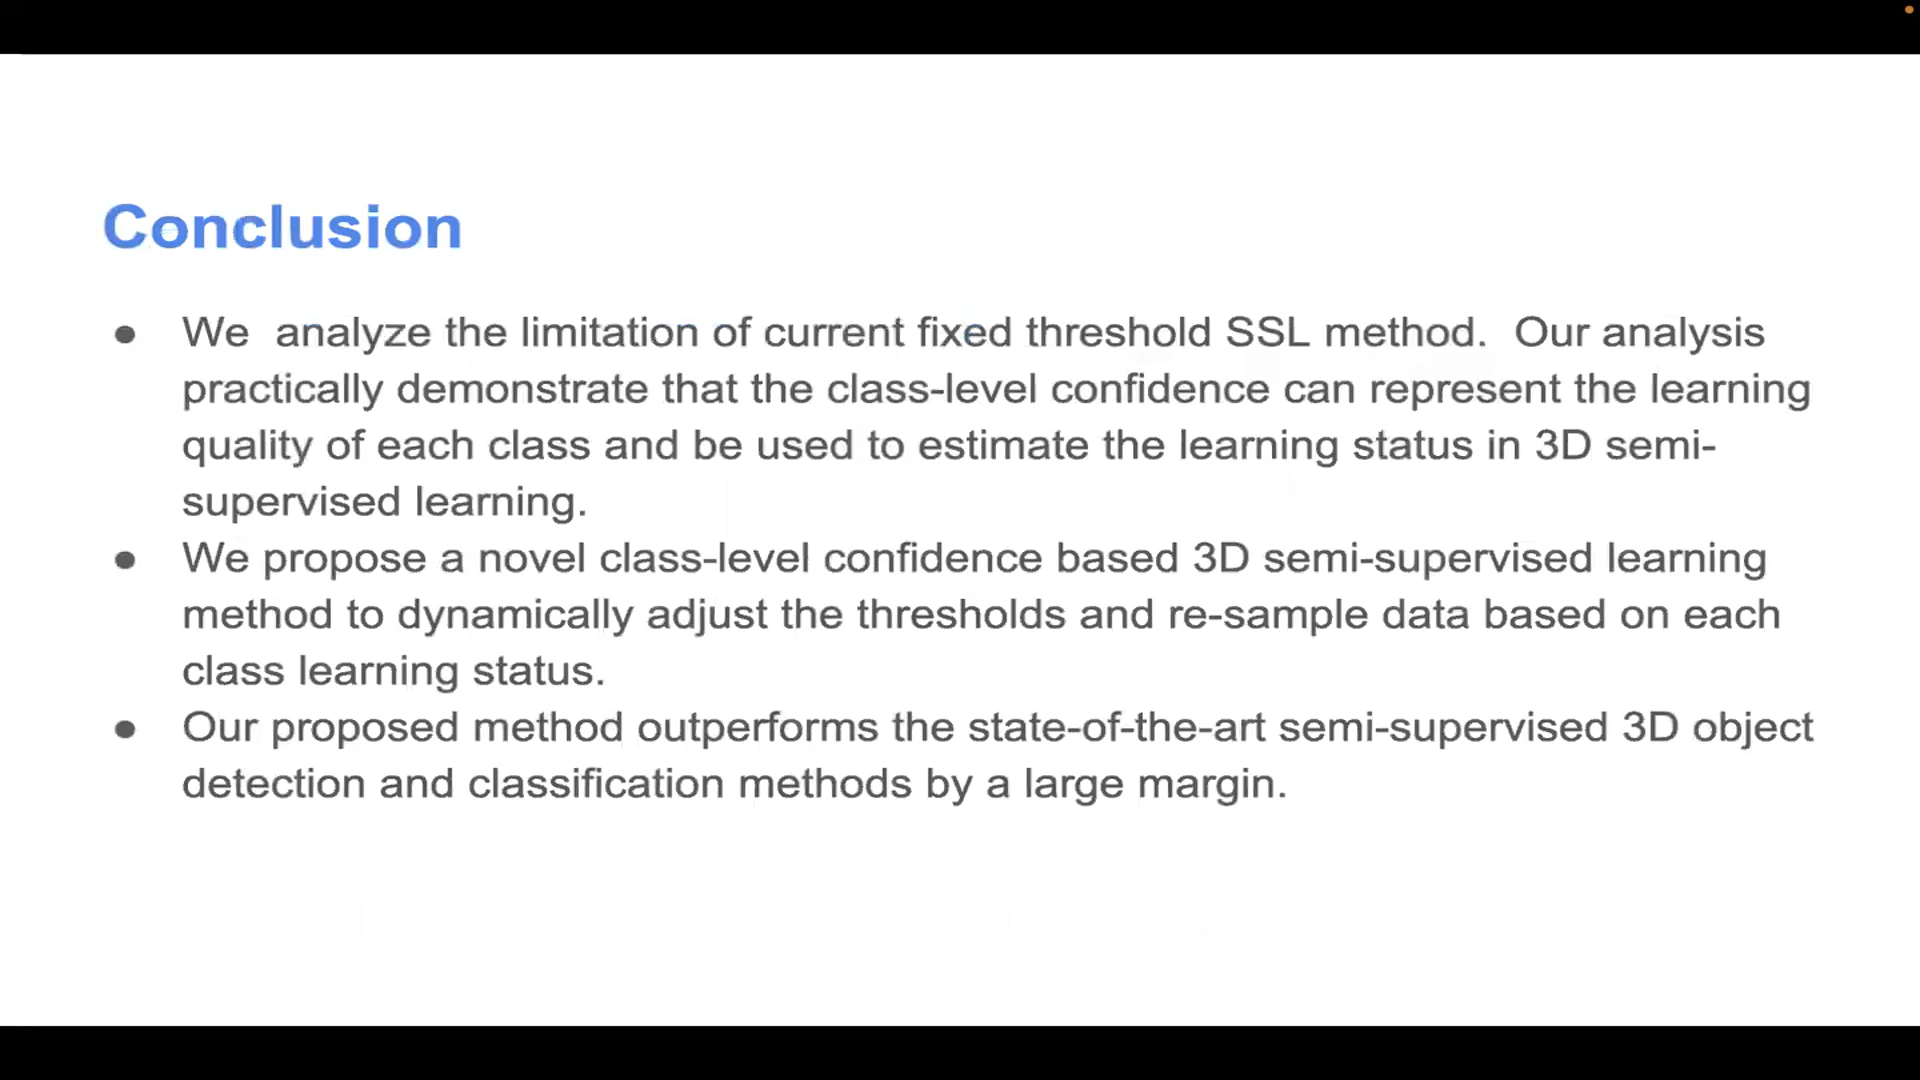 Conclusion
● We  analyze the limitation of current fixed threshold SSL method.  Our analysis
practically demonstrate that the class-level confidence can represent the learning
quality of each class and be used to estimate the learning status in 3D semi-
supervised learning.
● We propose a novel class-level confidence based 3D semi-supervised learning
method to dynamically adjust the thresholds and re-sample data based on each
class learning status.
● Our proposed method outperforms the state-of-the-art semi-supervised 3D object
detection and classification methods by a large margin.